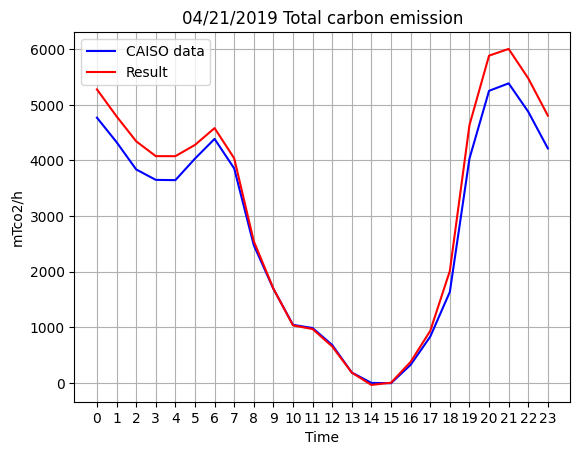 04/21/2019 Total carbon emission
CAISO data
Result
6000
5000
4000
3000
2000
1000
0
mTco2/h
0 1 2 3 4 5 6 7 8 9 10 11 12 13 14 15 16 17 18 19 20 21 22 23
Time